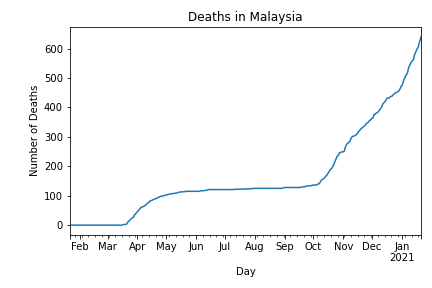 Deaths in Malaysia
Number of Deaths
600
500
400
300
200
100
0
Feb Mar Apr May Jun Jul Aug Sep Oct Nov Dec Jan
2021
Day